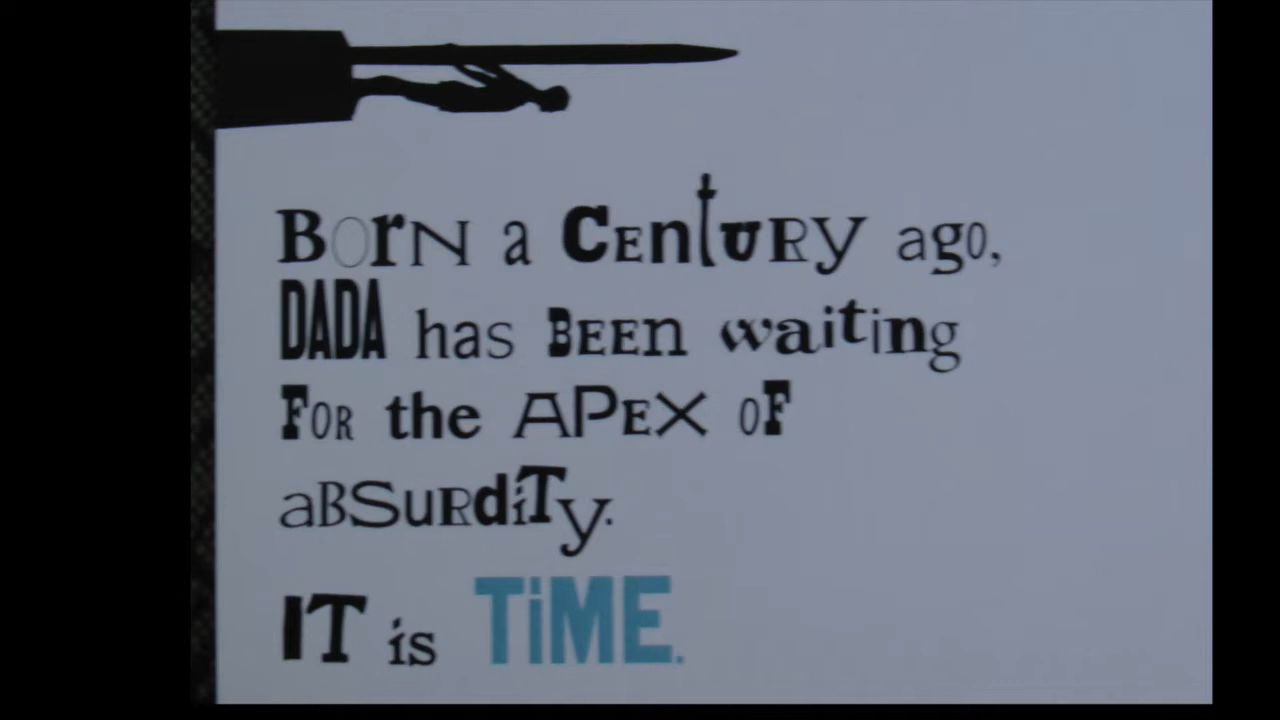 BOrN a CEntURY ago,
DADA has BEEn waiting
FOR the APEX OF
aBSuRdiTy.
IT is TiME.